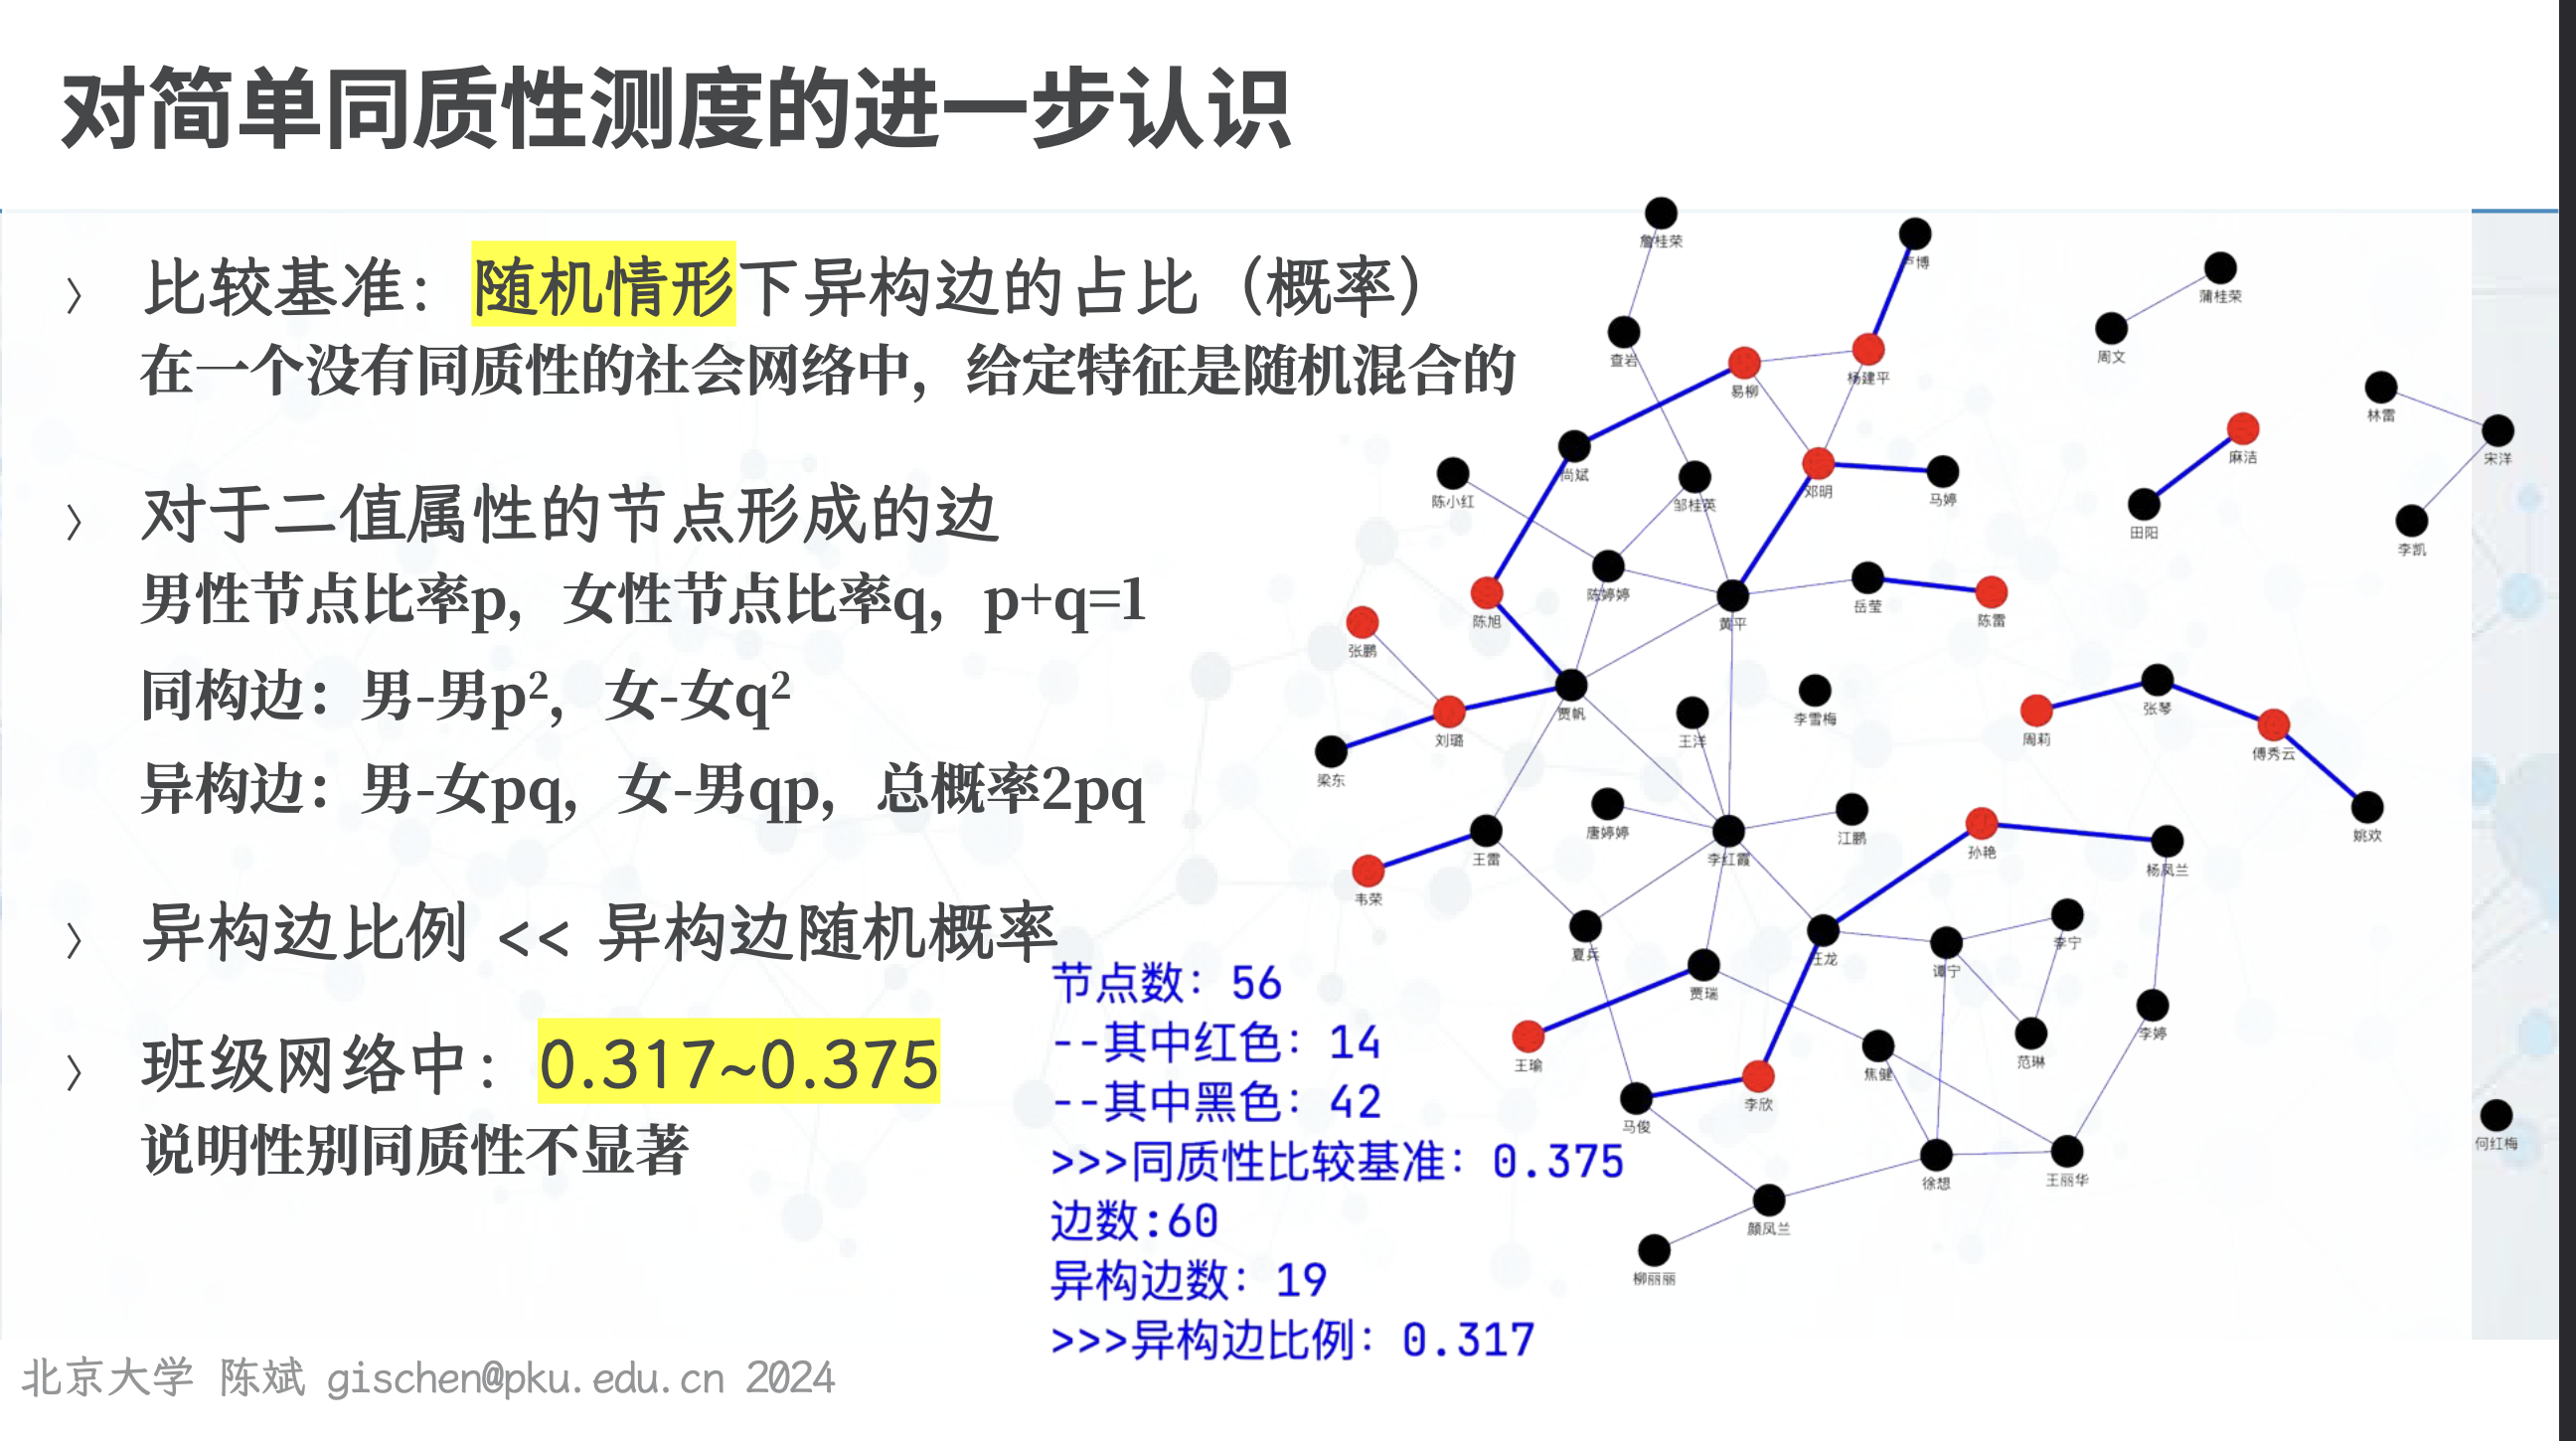 对简单同质性测度的进一步认识
〉 比较基准：随机情形下异构边的占比（概率）
在一个没有同质性的社会网络中，给定特征是随机混合的
〉 对于二值属性的节点形成的边
男性节点比率p，女性节点比率q，p+q=1
同构边：男-男p²，女-女q²
异构边：男-女pq，女-男qp，总概率2pq
〉 异构边比例 << 异构边随机概率
〉 班级网络中：0.317~0.375
说明性别同质性不显著
节点数：56
--其中红色：14
--其中黑色：42
>>>同质性比较基准：0.375
边数:60
异构边数：19
>>>异构边比例：0.317
詹桂荣
卢博
蒲桂荣
周文
查岩
杨建平
易柳
林雷
麻洁
宋洋
尚斌
陈小红
邹桂英
邓明
马婷
田阳
李凯
陈婷婷
岳莹
陈雷
陈旭
黄平
张鹏
贾帆
王洋
李雪梅
周莉
张琴
刘璐
傅秀云
梁东
唐婷婷
江鹏
姚欢
王雷
李红霞
孙艳
杨凤兰
韦荣
夏兵
汪龙
谭宁
李宁
贾瑞
王瑜
焦健
范琳
李婷
马俊
李欣
何红梅
徐想
王丽华
颜凤兰
柳丽丽
北京大学 陈斌 gischen@pku.edu.cn 2024